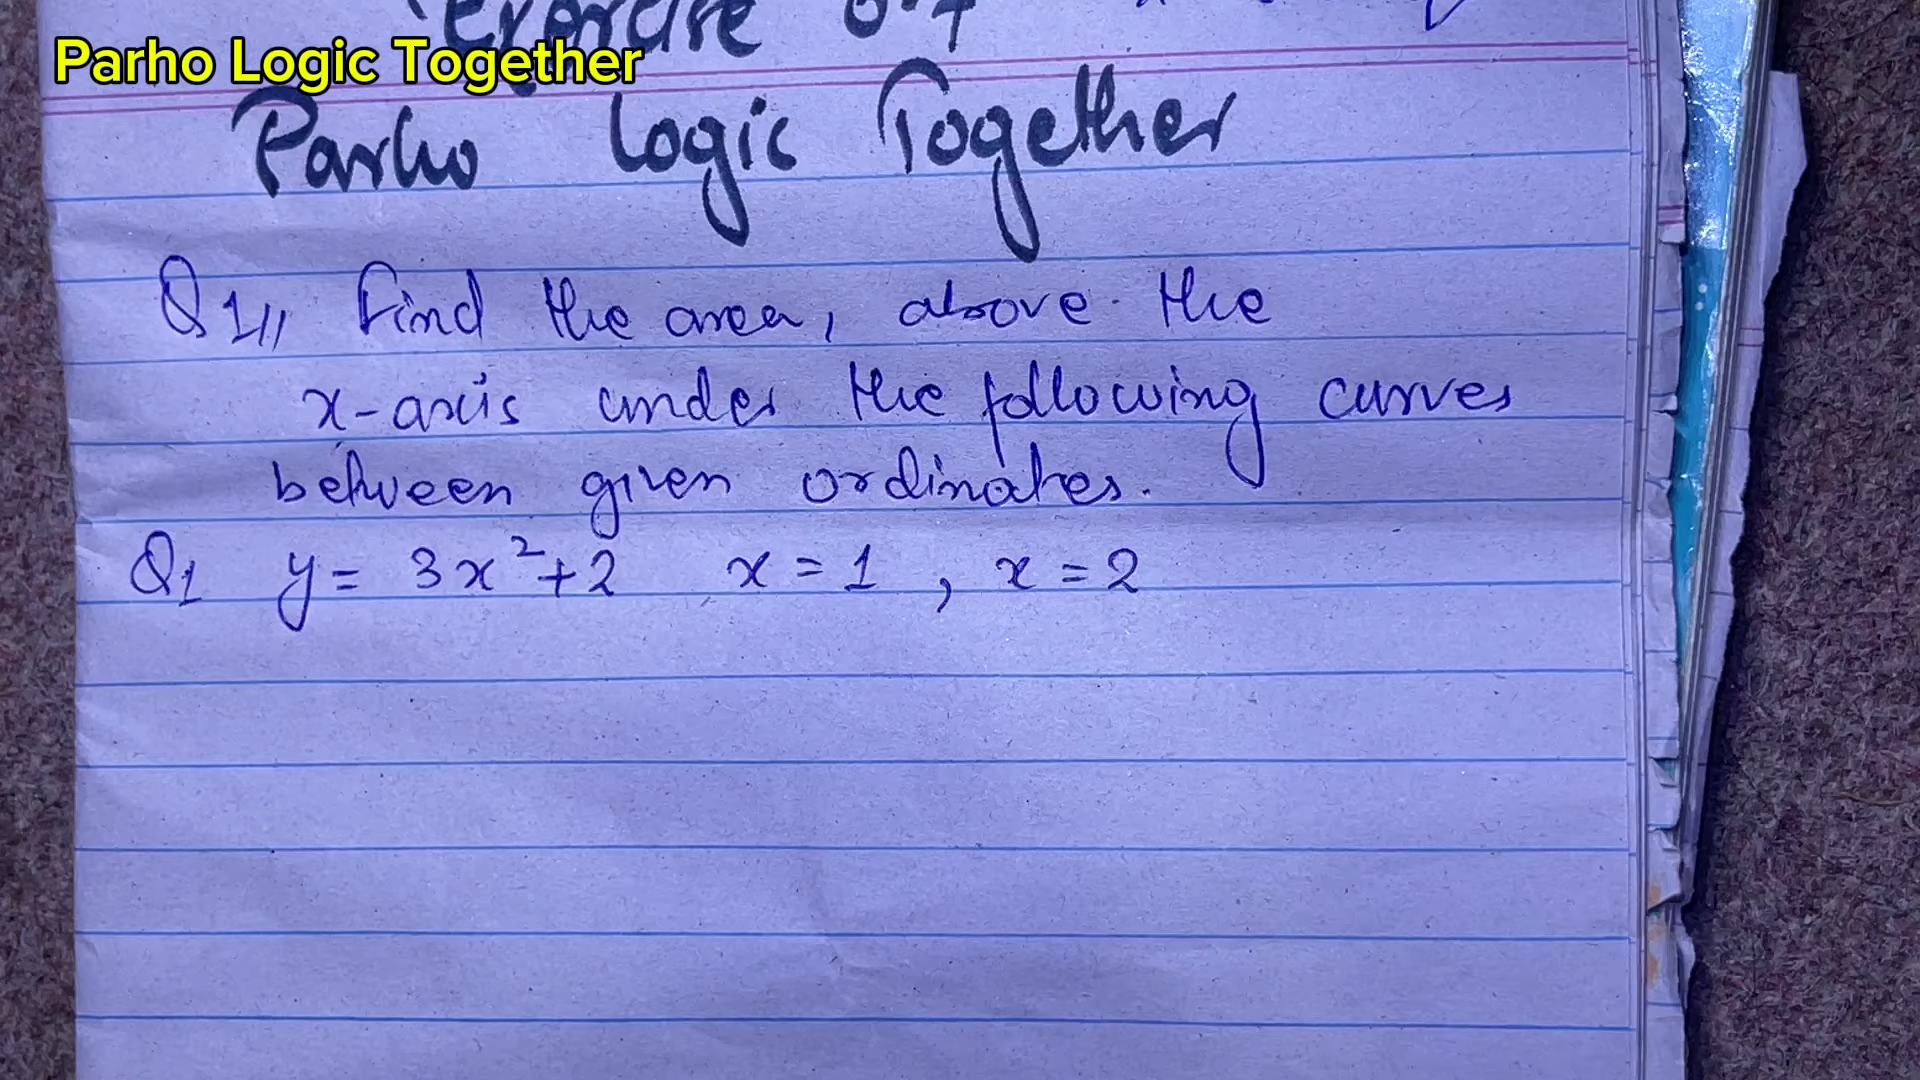 Exercise
Parho Logic Together
Parho Logic Together
Q1,, Find the area, above the
x-axis under the following curves
between given ordinates.
Q1 y = 3x²+2 x = 1 , x = 2